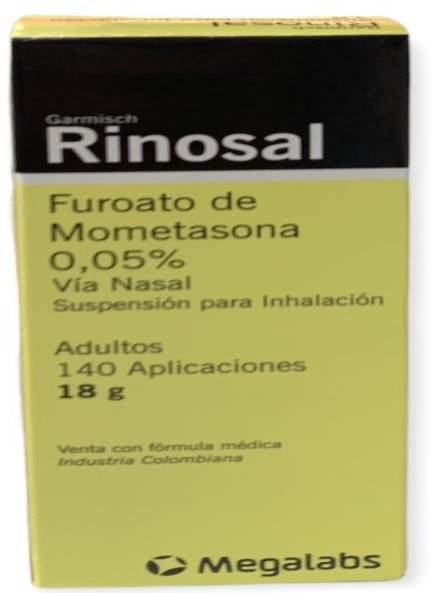 Garmisch
Rinosal
Furoato de
Mometasona
0,05%
Vía Nasal
Suspensión para Inhalación
Adultos
140 Aplicaciones
18 g
Venta con fórmula médica
Industria Colombiana
Megalabs